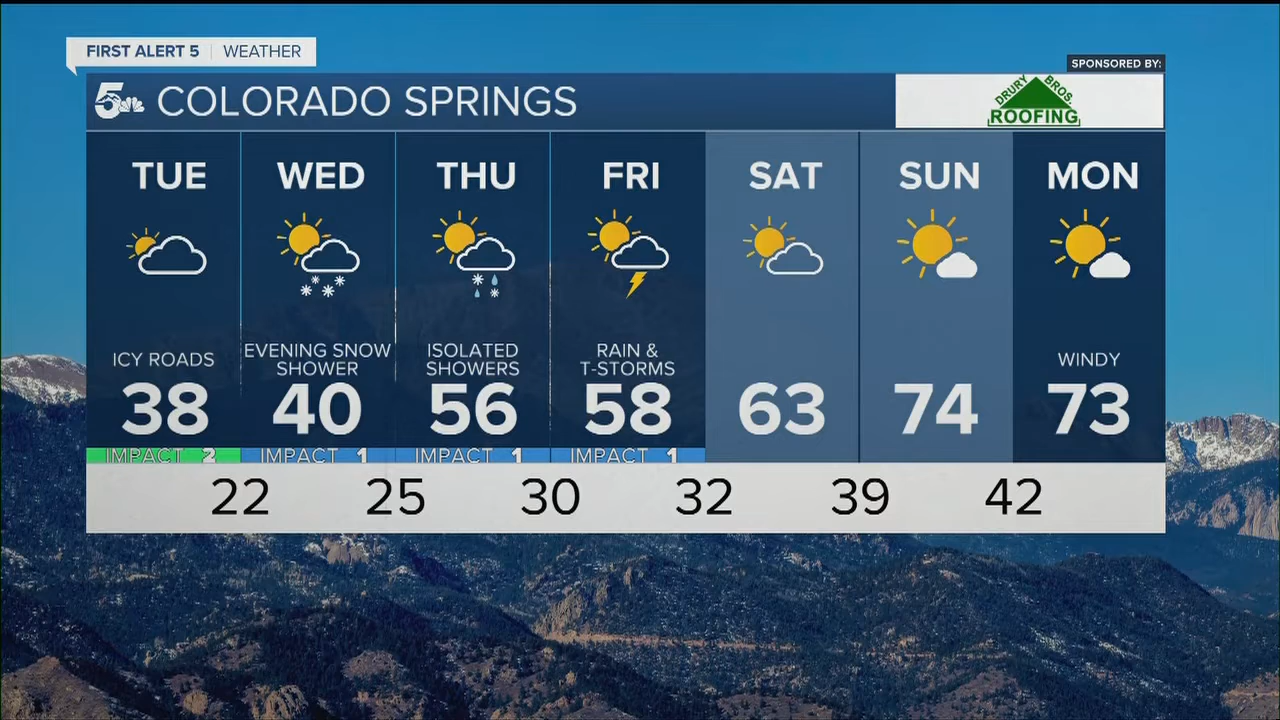 FIRST ALERT 5 | WEATHER
SPONSORED BY:
5 COLORADO SPRINGS
DRURY BROS.
ROOFING
TUE WED THU FRI SAT SUN MON
ICY ROADS
EVENING SNOW
SHOWER
ISOLATED
SHOWERS
RAIN &
T-STORMS
WINDY
38 40 56 58 63 74 73
IMPACT 2 IMPACT 1 IMPACT 1 IMPACT 1
22 25 30 32 39 42